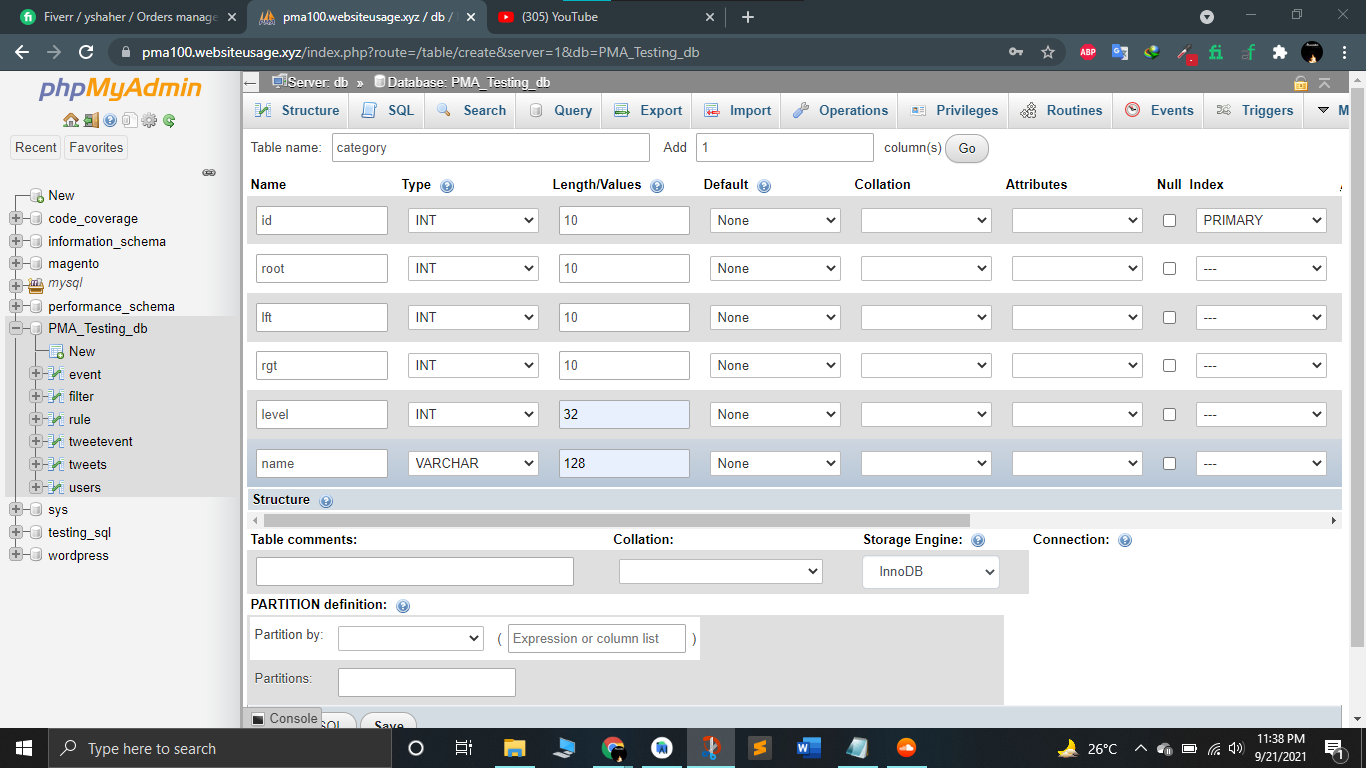 Fiverr / yshaher / Orders manage
pma100.websiteusage.xyz / db /
(305) YouTube
pma100.websiteusage.xyz/index.php?route=/table/create&server=1&db=PMA_Testing_db
ABP
phpMyAdmin
Server: db » Database: PMA_Testing_db
Structure SQL Search Query Export Import Operations Privileges Routines Events Triggers M
Recent Favorites
Table name: category Add 1 column(s) Go
Name Type Length/Values Default Collation Attributes Null Index
id INT 10 None PRIMARY
root INT 10 None ---
lft INT 10 None ---
rgt INT 10 None ---
level INT 32 None ---
name VARCHAR 128 None ---
New
code_coverage
information_schema
magento
mysql
performance_schema
PMA_Testing_db
New
event
filter
rule
tweetevent
tweets
users
sys
testing_sql
wordpress
Structure
Table comments: Collation: Storage Engine: Connection:
InnoDB
PARTITION definition:
Partition by: ( Expression or column list )
Partitions:
Console SQL Save
Type here to search
26°C
11:38 PM
9/21/2021
1